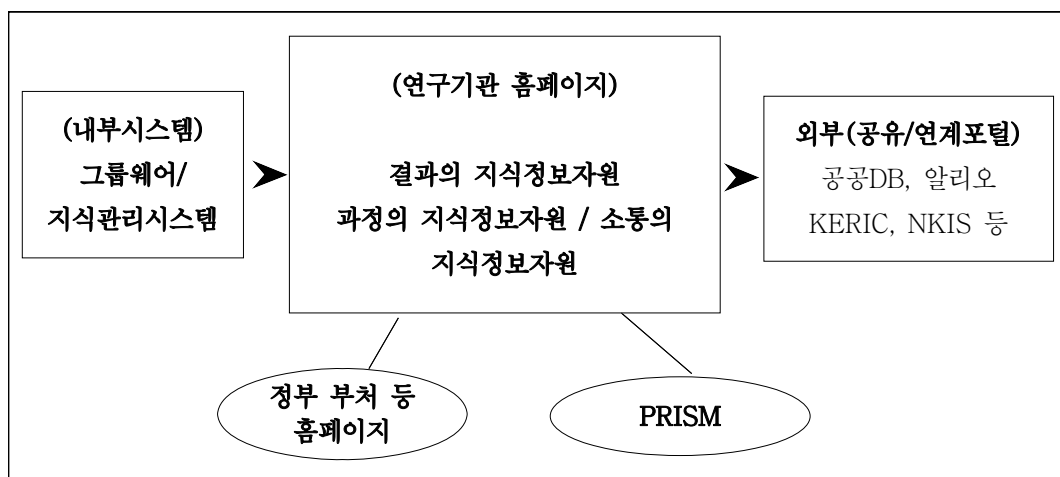 (내부시스템)
그룹웨어/
지식관리시스템
(연구기관 홈페이지)
결과의 지식정보자원
과정의 지식정보자원 / 소통의
지식정보자원
외부(공유/연계포털)
공공DB, 알리오
KERIC, NKIS 등
정부 부처 등
홈페이지
PRISM